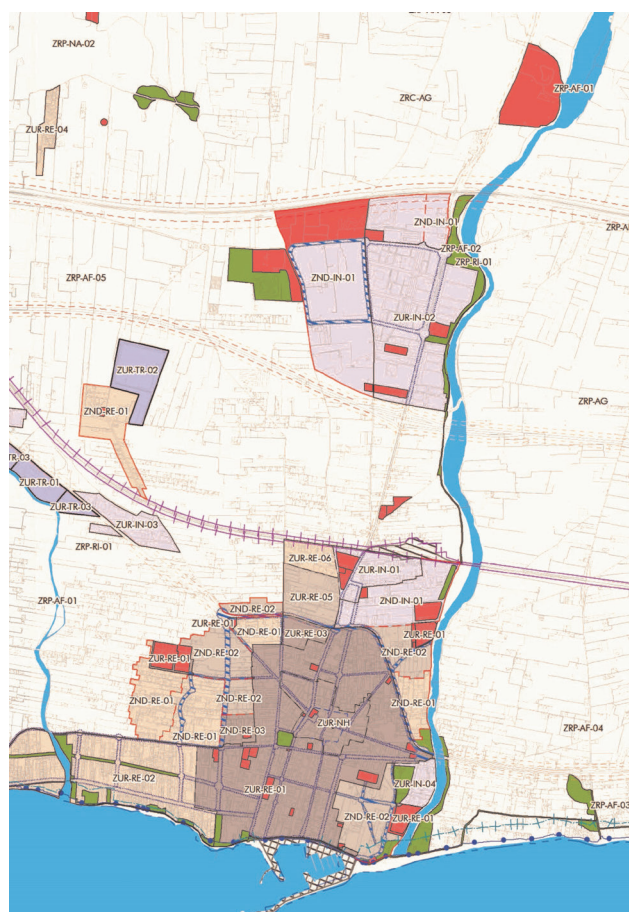 ZRP-NA-02
ZRC-AG
ZRP-AF-01
ZUR-RE-04
ZND-IN-01
ZRP-AF-02
ZRP-RI-01
ZRP-AF-05
ZND-IN-01
ZUR-IN-02
ZUR-TR-02
ZND-RE-01
ZRP-AG
TR-03
ZUR-TR-01
ZUR-TR-03
ZUR-IN-03
ZRP-RI-01
ZUR-RE-06
ZUR-IN-01
ZUR-RE-05
ZND-IN-01
ZRP-AF-01
ZND-RE-02
ZUR-RE-01
ZND-RE-01
ZUR-RE-03
ZUR-RE-01
ZUR-RE-01
ZND-RE-02
ZND-RE-02
ZND-RE-01
ZND-RE-02
ZND-RE-01
ZUR-NH
ZND-RE-01
ZND-RE-03
ZRP-AF-04
ZUR-RE-02
ZUR-RE-01
ZUR-IN-04
ZRP-AF-03
ZND-RE-02
ZUR-RE-01